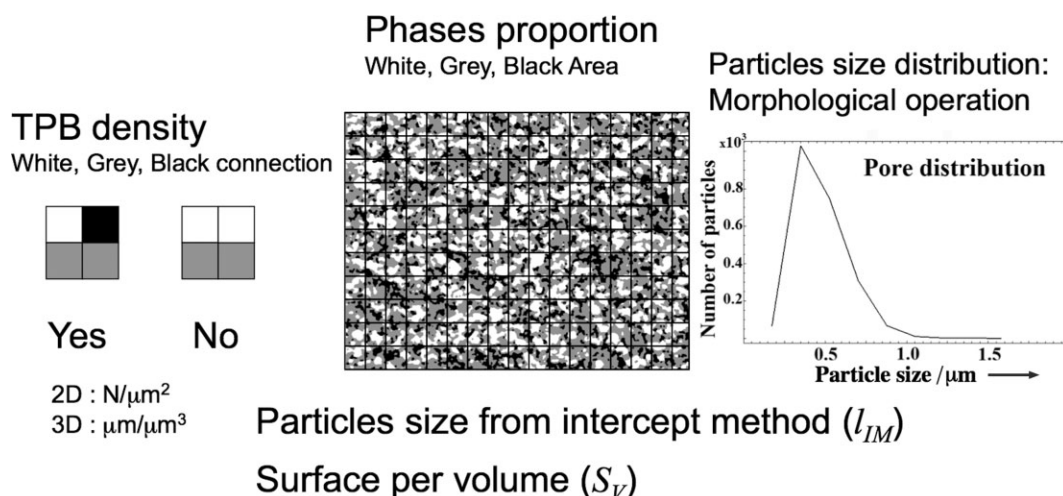 Phases proportion
White, Grey, Black Area
Particles size distribution:
Morphological operation
TPB density
White, Grey, Black connection
Yes
No
2D : N/μm²
3D : μm/μm³
x10³
Pore distribution
Number of particles
0.8
0.6
0.4
0.2
0.5
1.0
1.5
Particle size /μm
Particles size from intercept method (l_IM)
Surface per volume (S_V)